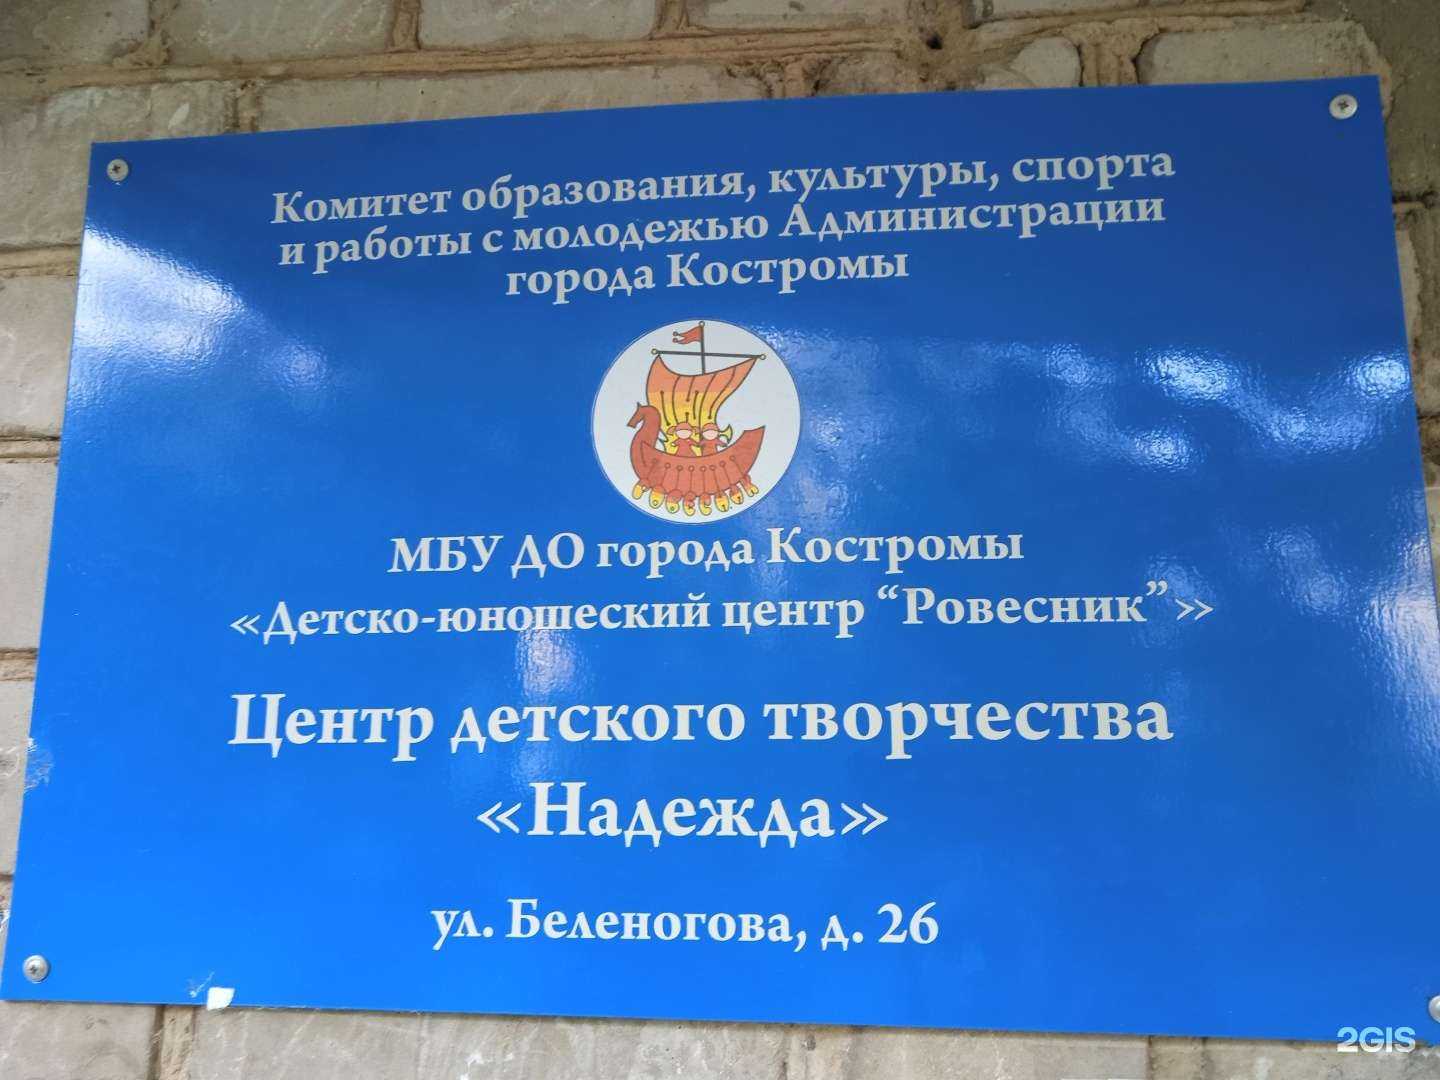 Комитет образования, культуры, спорта
и работы с молодежью Администрации
города Костромы
МБУ ДО города Костромы
«Детско-юношеский центр “Ровесник”»
Центр детского творчества
«Надежда»
ул. Беленогова, д. 26
2GIS